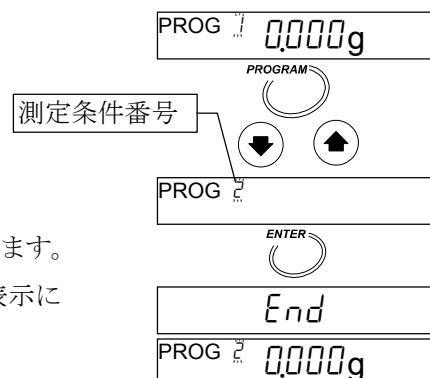 PROG 1 0.000g
PROGRAM
測定条件番号
PROG 2
ENTER
ます。
End
表示に
PROG 2 0.000g